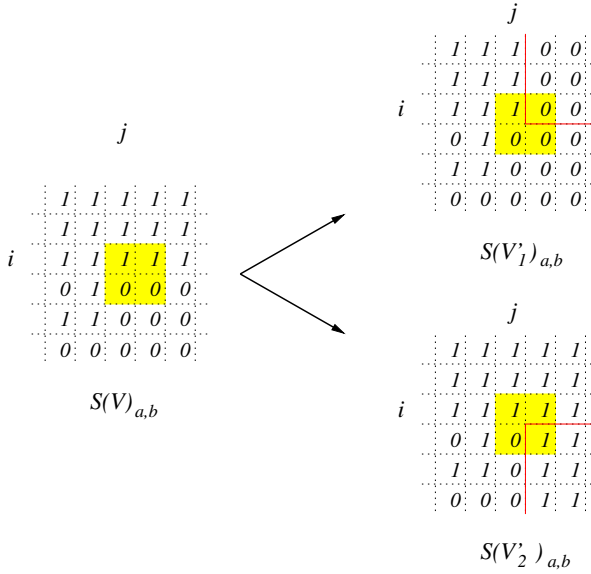 j
1 1 1 0 0
1 1 1 0 0
i 1 1 1 0 0
0 1 0 0 0
1 1 0 0 0
0 0 0 0 0
S(V'1)a,b
j
1 1 1 1 1
1 1 1 1 1
i 1 1 1 1 1
0 1 0 0 0
1 1 0 0 0
0 0 0 0 0
S(V)a,b
j
1 1 1 1 1
1 1 1 1 1
i 1 1 1 1 1
0 1 0 1 1
1 1 0 1 1
0 0 0 1 1
S(V'2)a,b